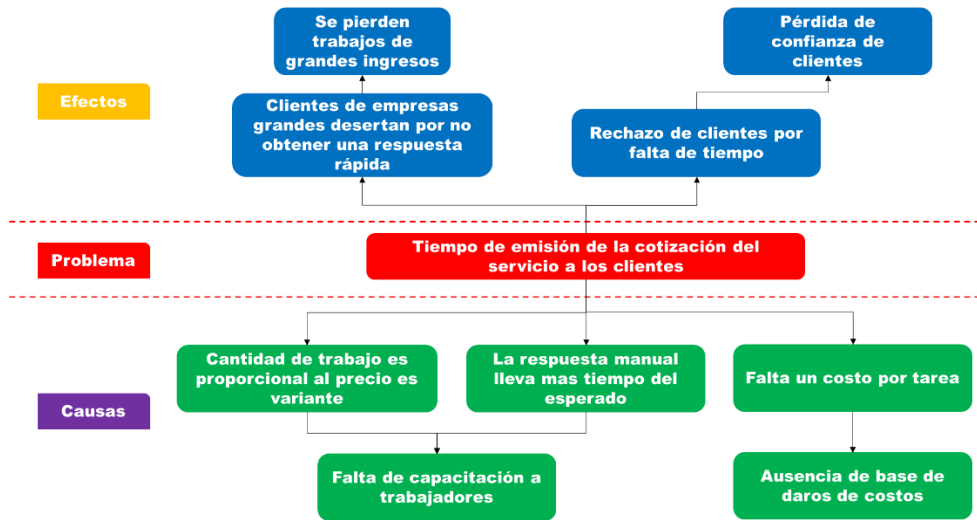 Se pierden
trabajos de
grandes ingresos
Pérdida de
confianza de
clientes
Efectos
Clientes de empresas
grandes desertan por no
obtener una respuesta
rápida
Rechazo de clientes por
falta de tiempo
Problema
Tiempo de emisión de la cotización del
servicio a los clientes
Causas
Cantidad de trabajo es
proporcional al precio es
variante
La respuesta manual
lleva mas tiempo del
esperado
Falta un costo por tarea
Falta de capacitación a
trabajadores
Ausencia de base de
daros de costos